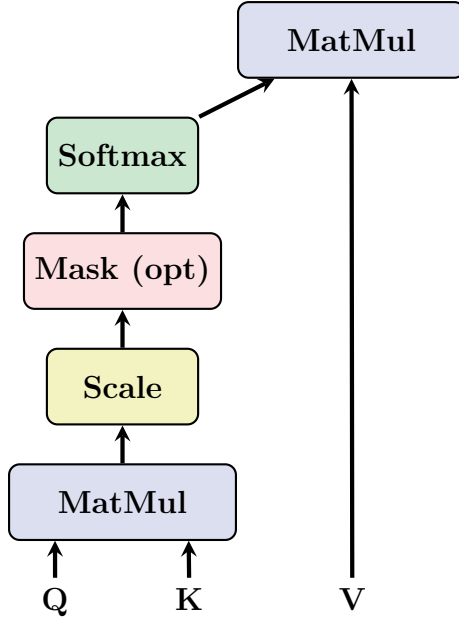 MatMul
Softmax
Mask (opt)
Scale
MatMul
Q K V